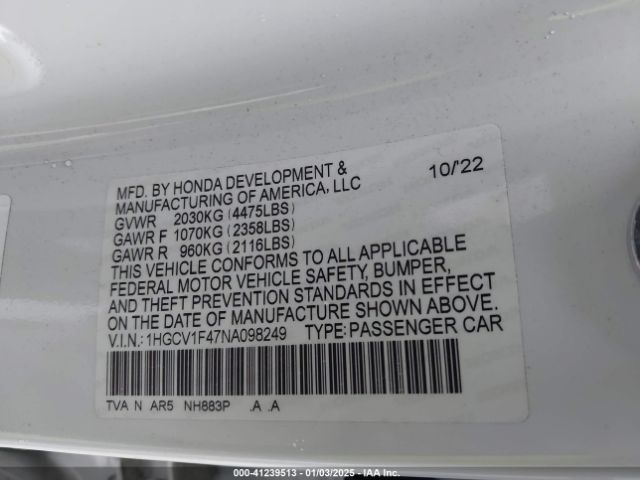 MFD. BY HONDA DEVELOPMENT & 10/'22
MANUFACTURING OF AMERICA, LLC
GVWR 2030KG (4475LBS)
GAWR F 1070KG (2358LBS)
GAWR R 960KG (2116LBS)
THIS VEHICLE CONFORMS TO ALL APPLICABLE
FEDERAL MOTOR VEHICLE SAFETY, BUMPER,
AND THEFT PREVENTION STANDARDS IN EFFECT
ON THE DATE OF MANUFACTURE SHOWN ABOVE.
V.I.N.: 1HGCV1F47NA098249 TYPE: PASSENGER CAR
TVA N AR5 NH883P .A .A
000-41239513 - 01/03/2025 - IAA Inc.